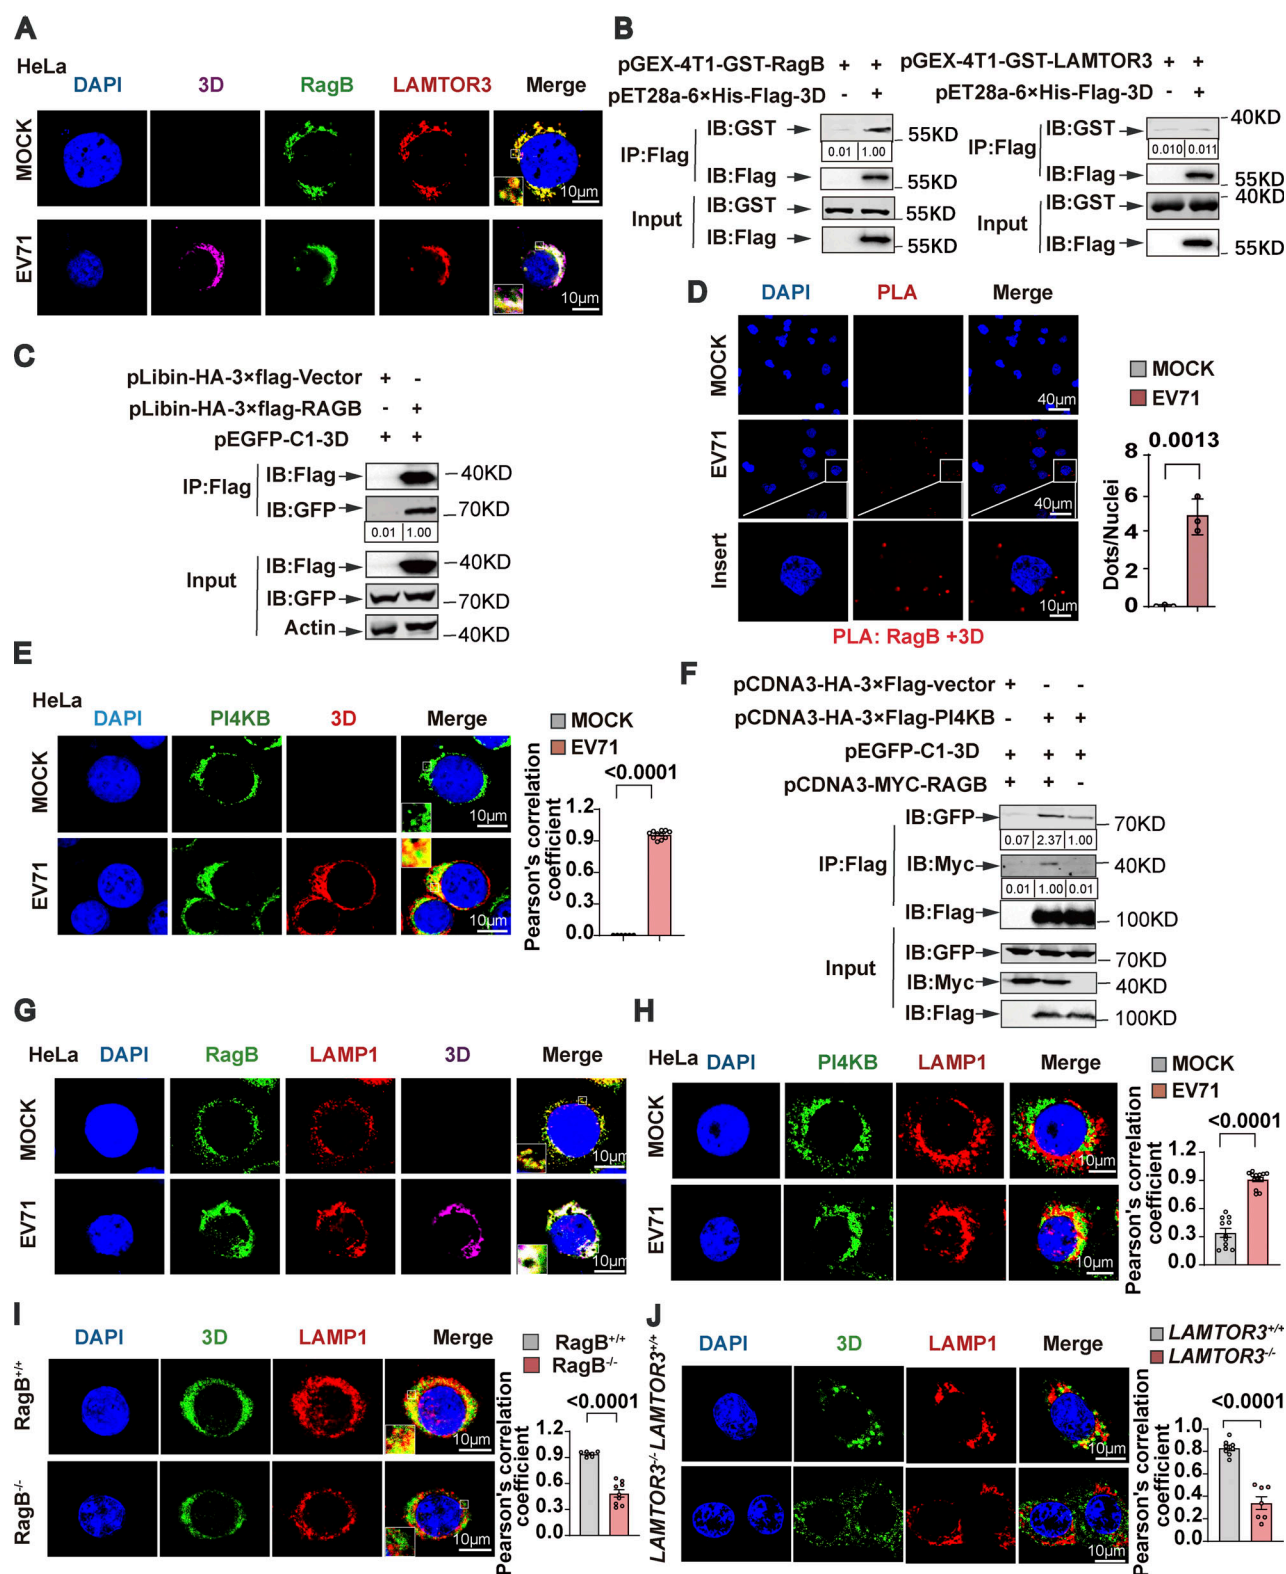 A
HeLa
DAPI 3D RagB LAMTOR3 Merge
MOCK
10μm
EV71
10μm
B
pGEX-4T1-GST-RagB + +
pET28a-6×His-Flag-3D - +
IP:Flag
IB:GST
55KD
0.01 1.00
IB:Flag
55KD
Input
IB:GST
55KD
IB:Flag
55KD
pGEX-4T1-GST-LAMTOR3 + +
pET28a-6×His-Flag-3D - +
IP:Flag
IB:GST
40KD
0.010 0.011
IB:Flag
55KD
Input
IB:GST
40KD
IB:Flag
55KD
C
pLibin-HA-3×flag-Vector + -
pLibin-HA-3×flag-RAGB - +
pEGFP-C1-3D + +
IP:Flag
IB:Flag
40KD
IB:GFP
70KD
0.01 1.00
Input
IB:Flag
40KD
IB:GFP
70KD
Actin
40KD
D
DAPI PLA Merge
MOCK
40μm
EV71
40μm
Insert
10μm
PLA: RagB +3D
MOCK
EV71
0.0013
Dots/Nuclei
8
6
4
2
0
E
HeLa
DAPI PI4KB 3D Merge
MOCK
10μm
EV71
10μm
MOCK
EV71
<0.0001
Pearson's correlation
coefficient
1.2
0.9
0.6
0.3
0.0
F
pCDNA3-HA-3×Flag-vector + - -
pCDNA3-HA-3×Flag-PI4KB - + +
pEGFP-C1-3D + + +
pCDNA3-MYC-RAGB + + -
IP:Flag
IB:GFP
70KD
0.07 2.37 1.00
IB:Myc
40KD
0.01 1.00 0.01
IB:Flag
100KD
Input
IB:GFP
70KD
IB:Myc
40KD
IB:Flag
100KD
G
HeLa
DAPI RagB LAMP1 3D Merge
MOCK
10μm
EV71
10μm
H
HeLa
DAPI PI4KB LAMP1 Merge
MOCK
10μm
EV71
10μm
MOCK
EV71
<0.0001
Pearson's correlation
coefficient
1.2
0.9
0.6
0.3
0.0
I
DAPI 3D LAMP1 Merge
RagB+/+
10μm
RagB-/-
10μm
RagB+/+
RagB-/-
<0.0001
Pearson's correlation
coefficient
1.2
0.9
0.6
0.3
0.0
J
DAPI 3D LAMP1 Merge
LAMTOR3+/+
10μm
LAMTOR3-/-
10μm
LAMTOR3+/+
LAMTOR3-/-
<0.0001
Pearson's correlation
coefficient
1.0
0.8
0.6
0.4
0.2
0.0